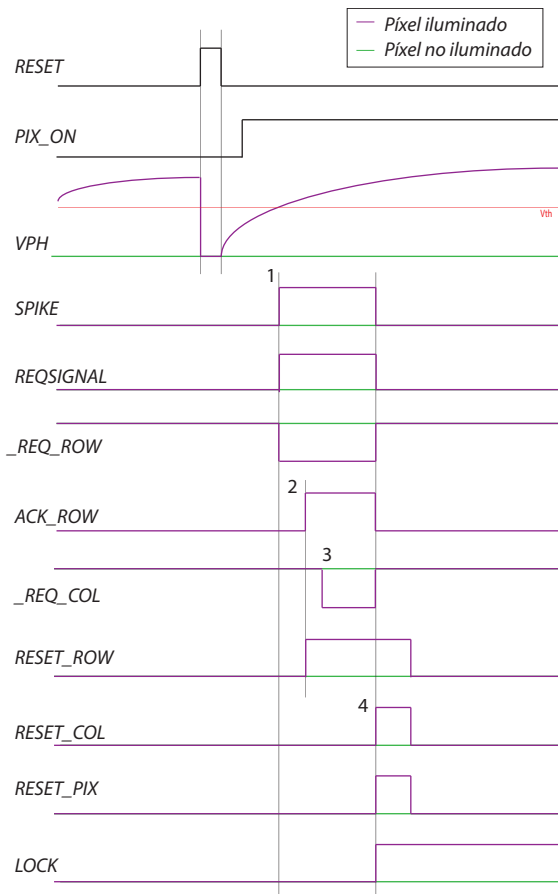 Píxel iluminado
Píxel no iluminado
RESET
PIX_ON
Vth
VPH
1
SPIKE
REQSIGNAL
_REQ_ROW
2
ACK_ROW
3
_REQ_COL
RESET_ROW
4
RESET_COL
RESET_PIX
LOCK